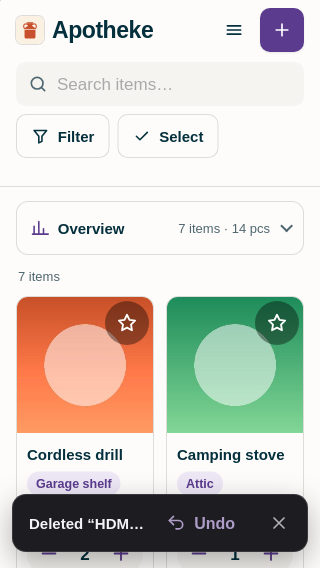 Apotheke
Search items…
Filter
Select
Overview
7 items · 14 pcs
7 items
Cordless drill
Camping stove
Garage shelf
Attic
Deleted “HDM…
Undo
2
1